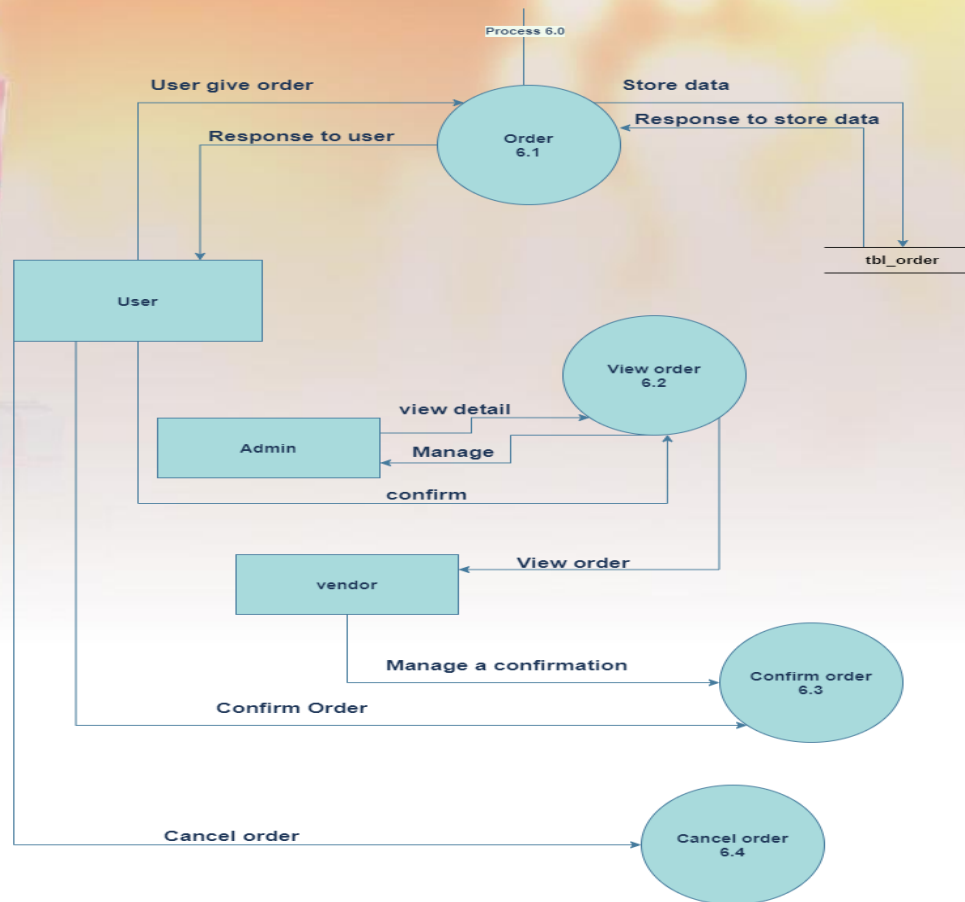 Process 6.0
User give order
Store data
Response to store data
Response to user
Order
6.1
tbl_order
User
View order
6.2
view detail
Admin
Manage
confirm
View order
vendor
Manage a confirmation
Confirm order
6.3
Confirm Order
Cancel order
Cancel order
6.4